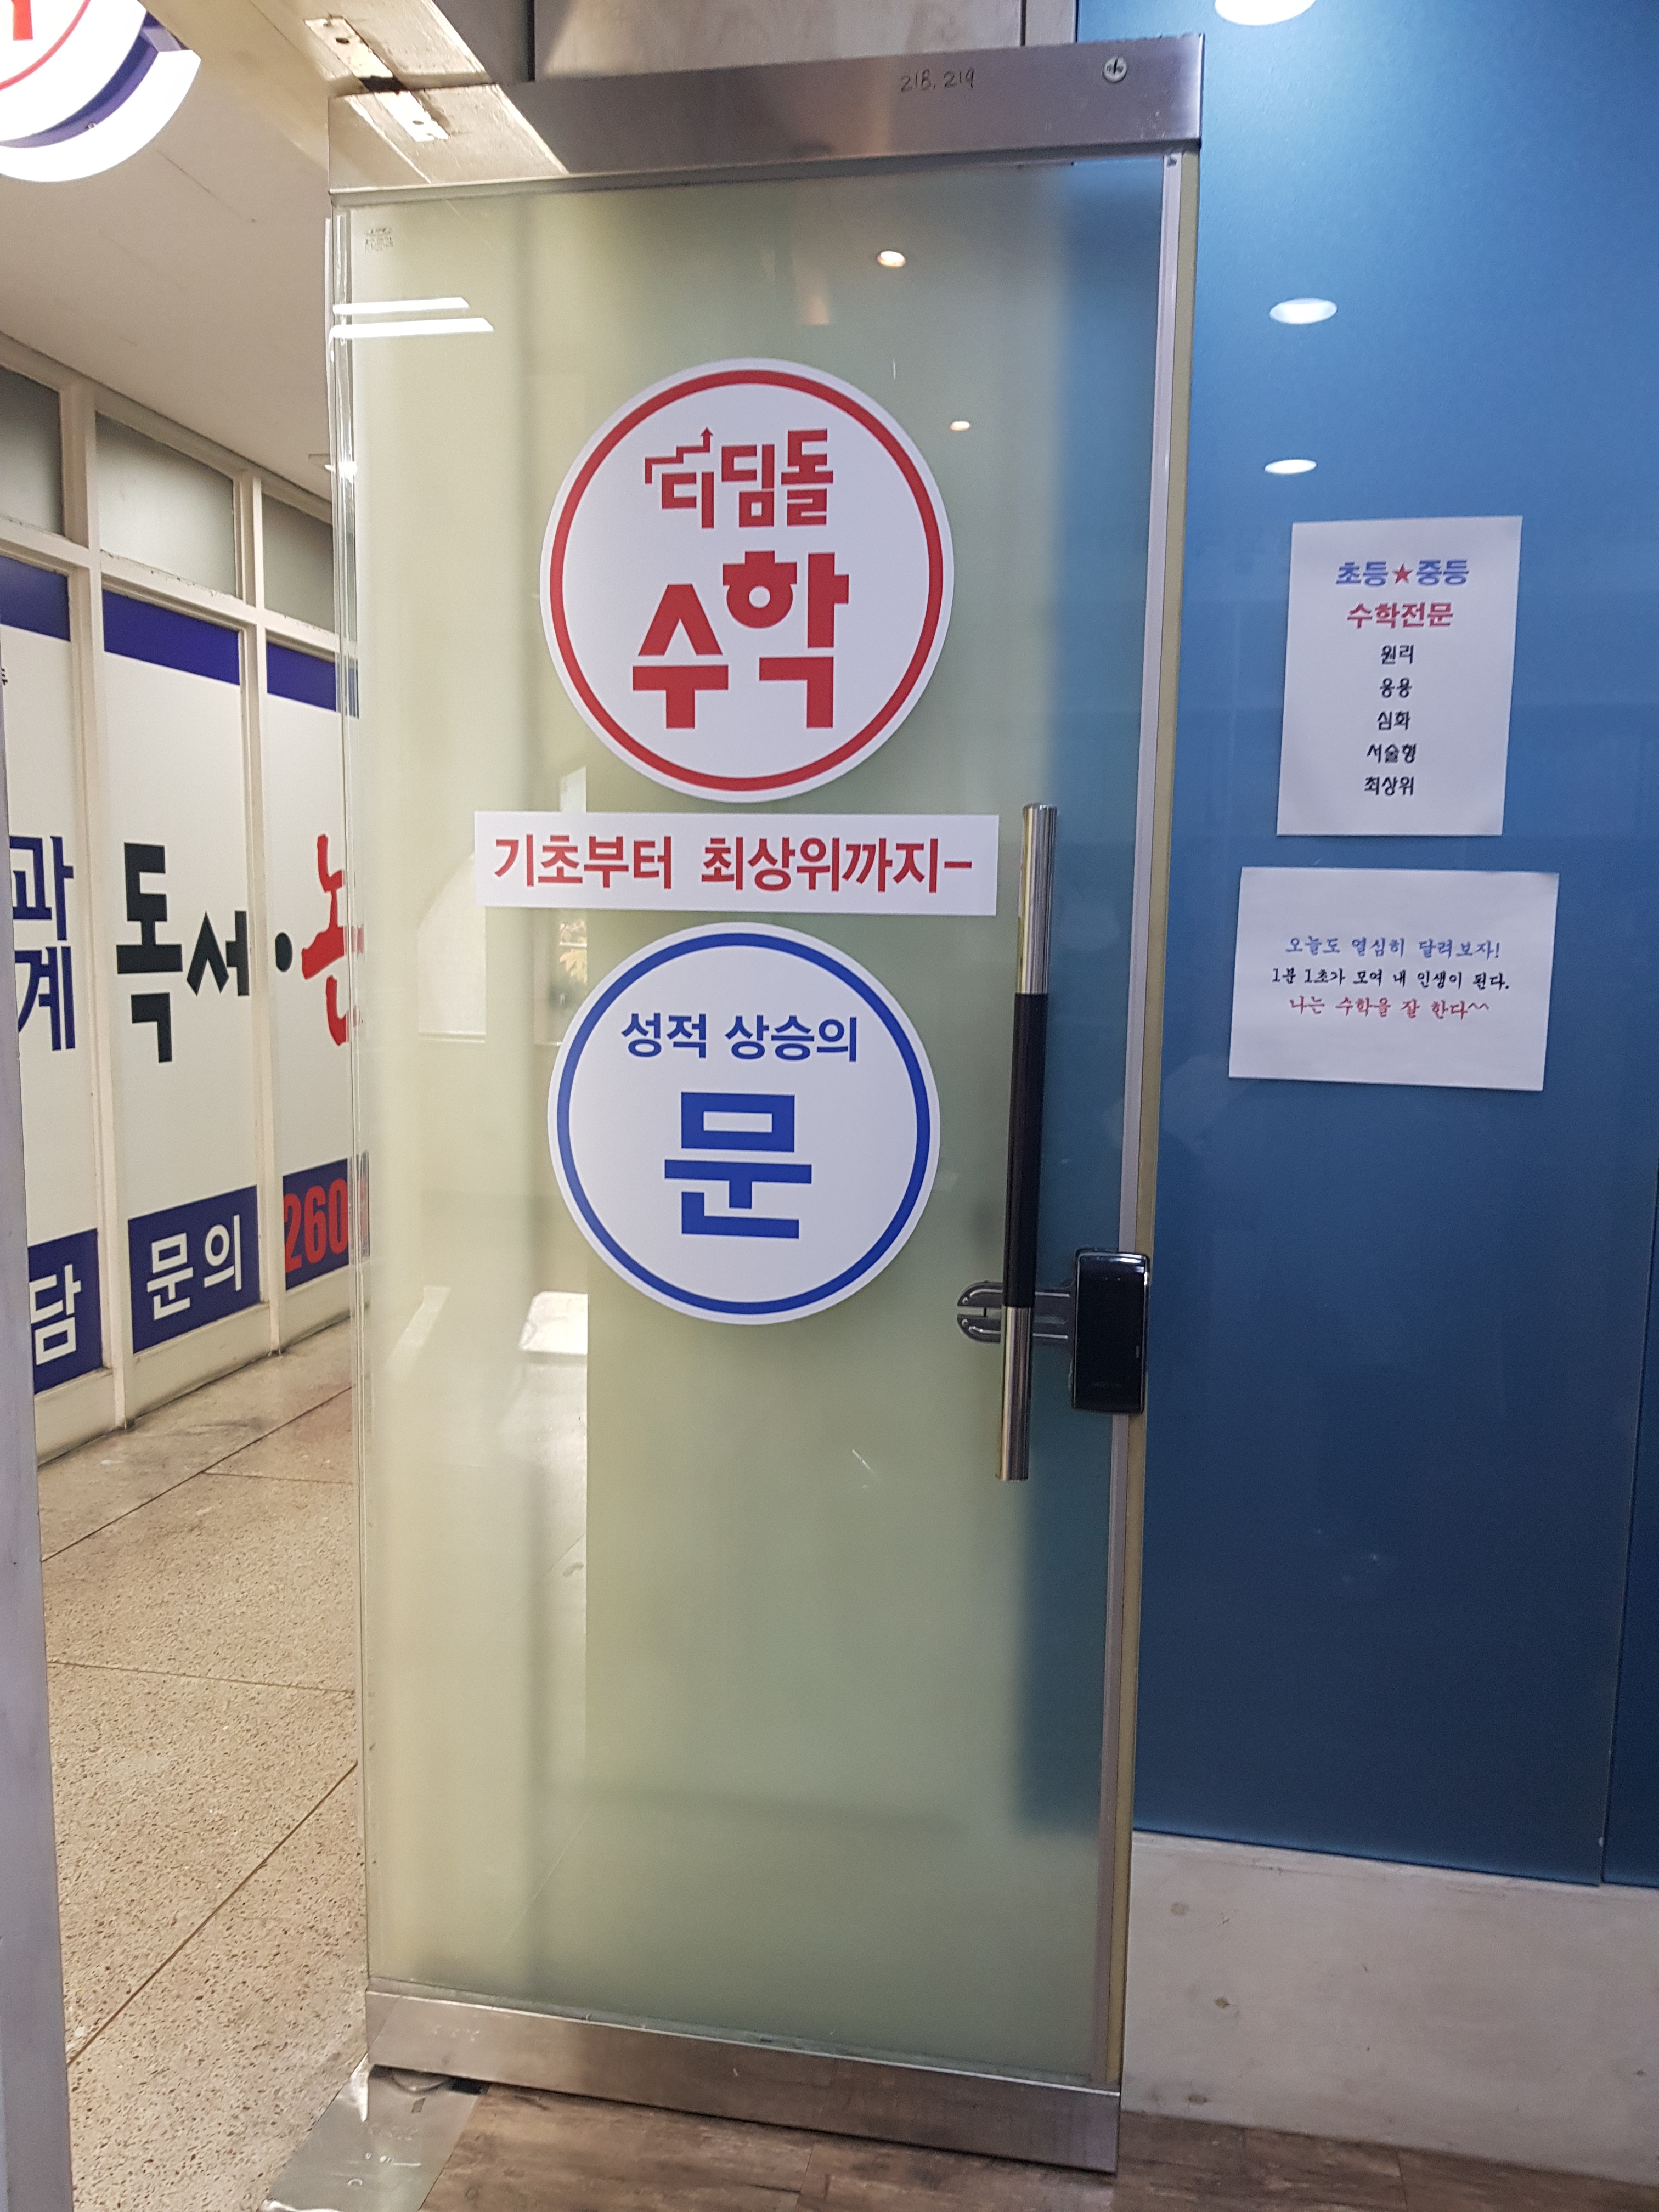 218, 219
디딤돌
수학
기초부터 최상위까지-
성적 상승의
문
초등★중등
수학전문
원리
응용
심화
서술형
최상위
오늘도 열심히 달려보자!
1분 1초가 모여 내 인생이 된다.
나는 수학을 잘 한다^^
과
계
독서·논
담
문의
260